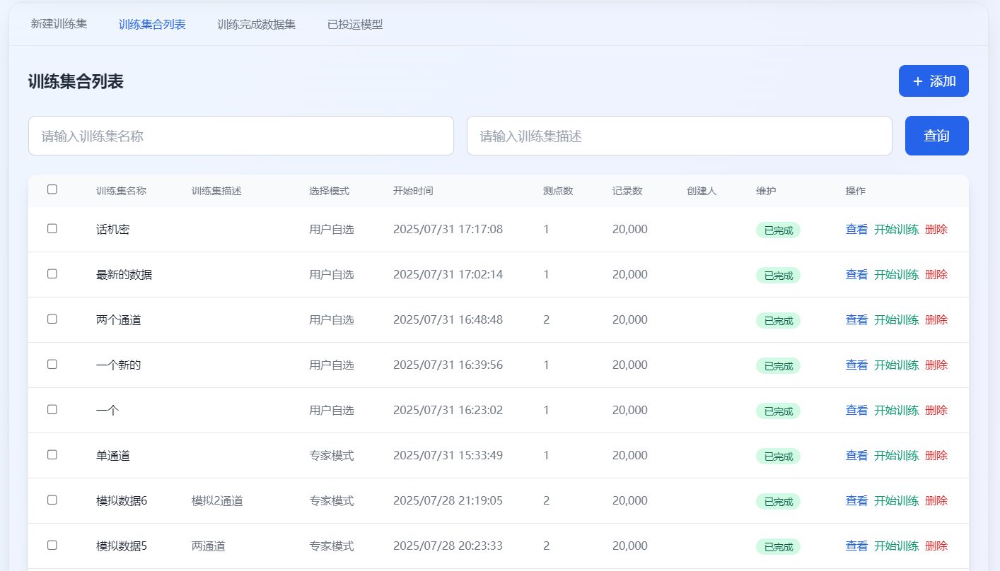 新建训练集 训练集合列表 训练完成数据集 已投运模型
训练集合列表
+ 添加
请输入训练集名称 请输入训练集描述 查询
训练集名称 训练集描述 选择模式 开始时间 测点数 记录数 创建人 维护 操作
话机密 用户自选 2025/07/31 17:17:08 1 20,000 已完成 查看 开始训练 删除
最新的数据 用户自选 2025/07/31 17:02:14 1 20,000 已完成 查看 开始训练 删除
两个通道 用户自选 2025/07/31 16:48:48 2 20,000 已完成 查看 开始训练 删除
一个新的 用户自选 2025/07/31 16:39:56 1 20,000 已完成 查看 开始训练 删除
一个 用户自选 2025/07/31 16:23:02 1 20,000 已完成 查看 开始训练 删除
单通道 专家模式 2025/07/31 15:33:49 1 20,000 已完成 查看 开始训练 删除
模拟数据6 模拟2通道 专家模式 2025/07/28 21:19:05 2 20,000 已完成 查看 开始训练 删除
模拟数据5 两通道 专家模式 2025/07/28 20:23:33 2 20,000 已完成 查看 开始训练 删除